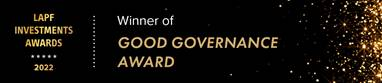 LAPF
INVESTMENTS
AWARDS
2022
Winner of
GOOD GOVERNANCE
AWARD